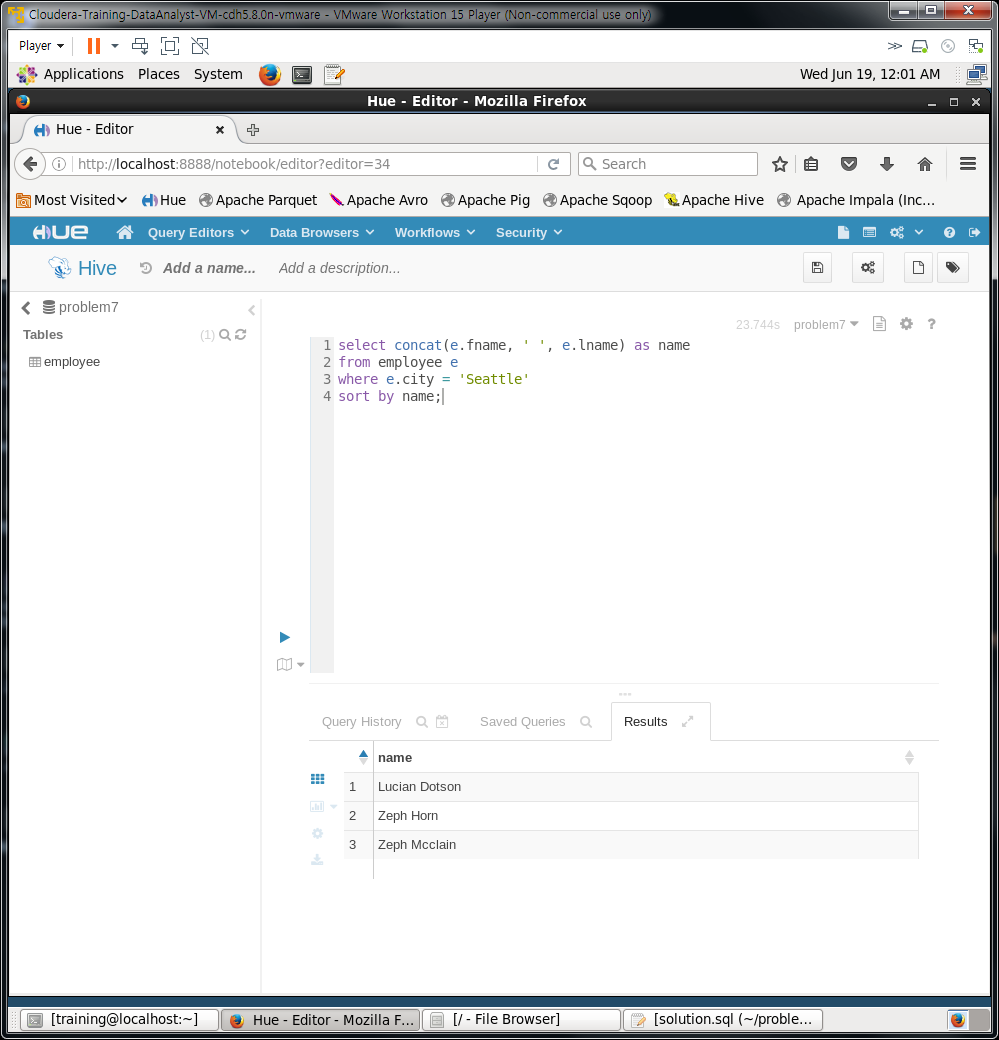 Cloudera-Training-DataAnalyst-VM-cdh5.8.0n-vmware - VMware Workstation 15 Player (Non-commercial use only)
Player
Applications Places System Wed Jun 19, 12:01 AM
Hue - Editor - Mozilla Firefox
Hue - Editor
http://localhost:8888/notebook/editor?editor=34 Search
Most Visited Hue Apache Parquet Apache Avro Apache Pig Apache Sqoop Apache Hive Apache Impala (Inc...
HUE Query Editors Data Browsers Workflows Security
Hive Add a name... Add a description...
problem7
Tables (1)
employee
23.744s problem7 ?
1 select concat(e.fname, ' ', e.lname) as name
2 from employee e
3 where e.city = 'Seattle'
4 sort by name;
Query History Saved Queries Results
name
1 Lucian Dotson
2 Zeph Horn
3 Zeph Mcclain
[training@localhost:~] Hue - Editor - Mozilla F... [/ - File Browser] [solution.sql (~/proble...